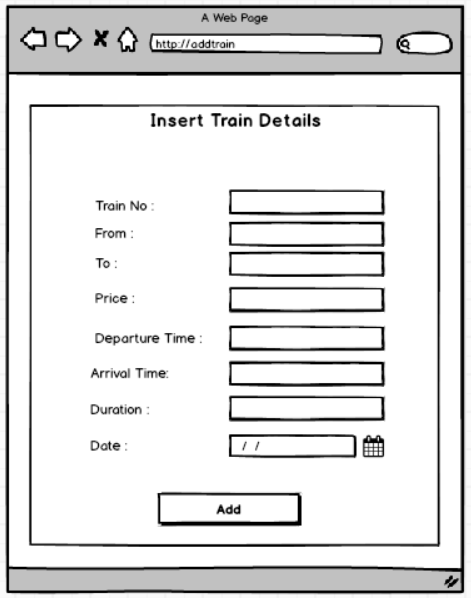 A Web Page
http://addtrain
Insert Train Details
Train No :
From :
To :
Price :
Departure Time :
Arrival Time:
Duration :
Date :
/ /
Add